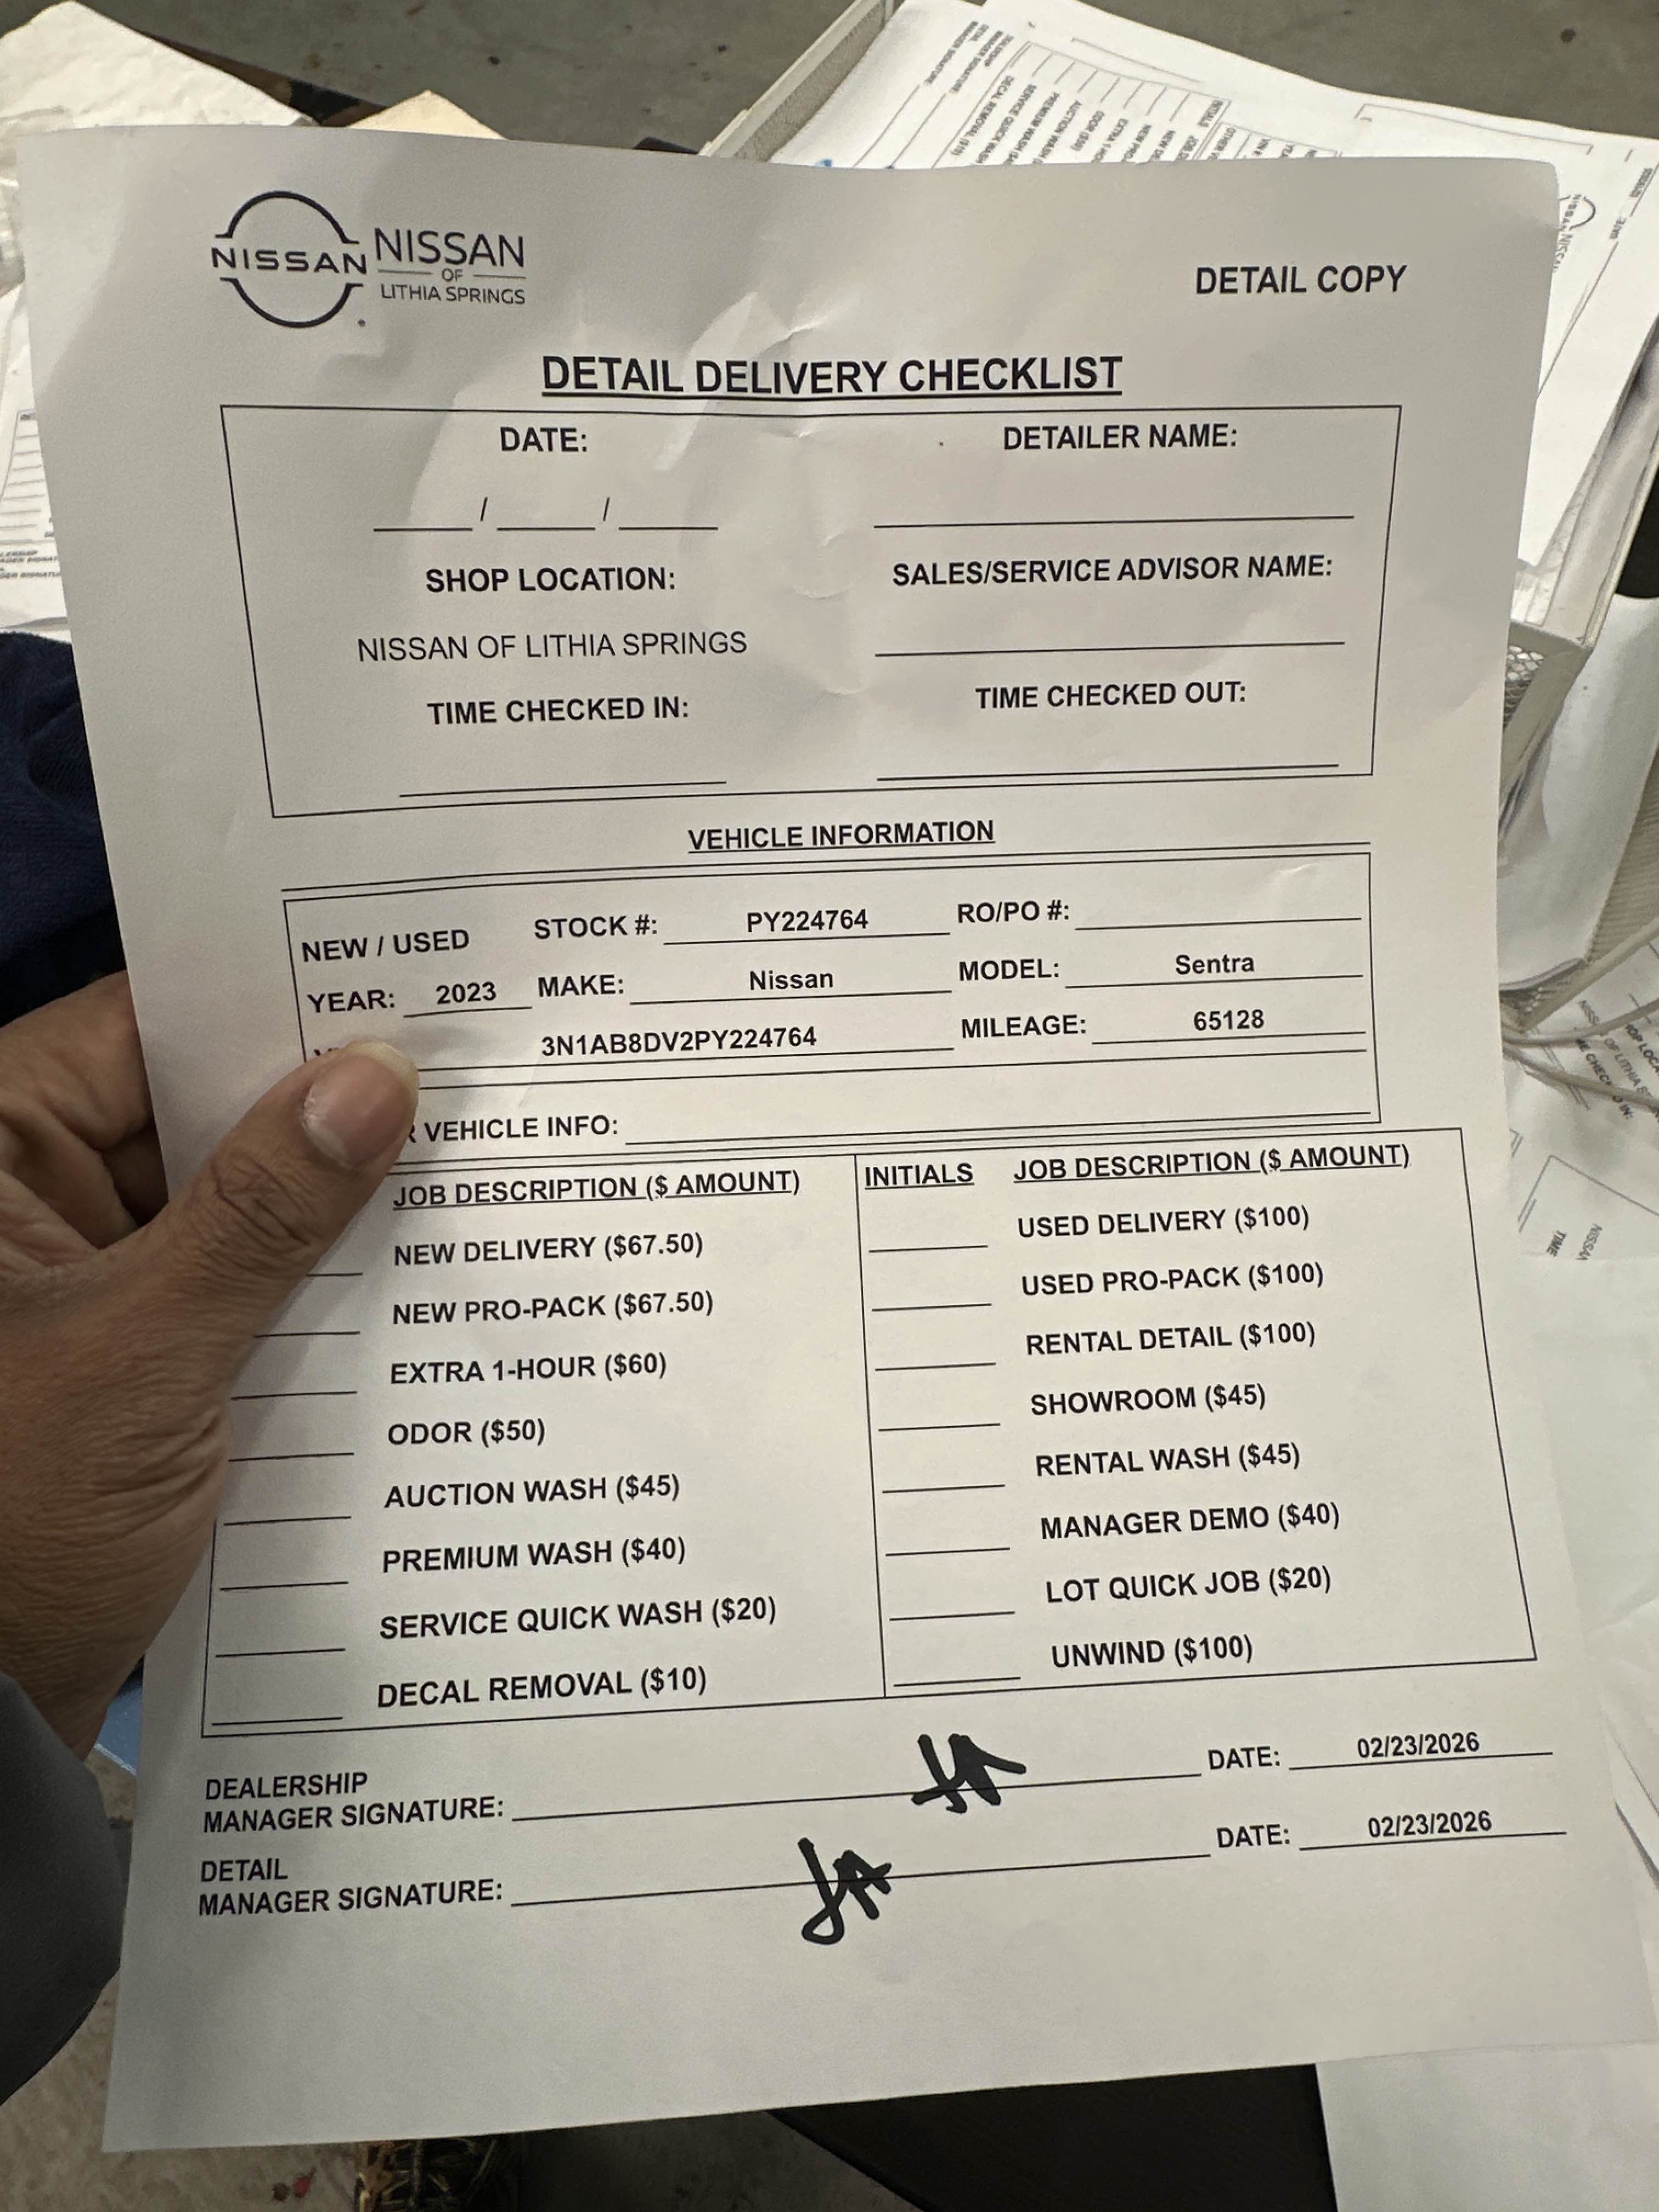 NISSAN
NISSAN
OF
LITHIA SPRINGS
DETAIL COPY
DETAIL DELIVERY CHECKLIST
DATE:
DETAILER NAME:
/ /
SHOP LOCATION:
SALES/SERVICE ADVISOR NAME:
NISSAN OF LITHIA SPRINGS
TIME CHECKED IN:
TIME CHECKED OUT:
VEHICLE INFORMATION
NEW / USED STOCK #: PY224764 RO/PO #:
YEAR: 2023 MAKE: Nissan MODEL: Sentra
3N1AB8DV2PY224764 MILEAGE: 65128
VEHICLE INFO:
JOB DESCRIPTION ($ AMOUNT) INITIALS JOB DESCRIPTION ($ AMOUNT)
NEW DELIVERY ($67.50) USED DELIVERY ($100)
NEW PRO-PACK ($67.50) USED PRO-PACK ($100)
EXTRA 1-HOUR ($60) RENTAL DETAIL ($100)
ODOR ($50) SHOWROOM ($45)
AUCTION WASH ($45) RENTAL WASH ($45)
PREMIUM WASH ($40) MANAGER DEMO ($40)
SERVICE QUICK WASH ($20) LOT QUICK JOB ($20)
DECAL REMOVAL ($10) UNWIND ($100)
DEALERSHIP
MANAGER SIGNATURE: DATE: 02/23/2026
DETAIL
MANAGER SIGNATURE: DATE: 02/23/2026